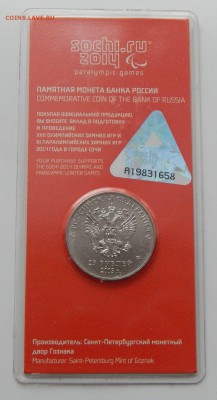 СОINS.LAVE.RU
sochi.ru
2014
paralympic games
ПАМЯТНАЯ МОНЕТА БАНКА РОССИИ
COMMEMORATIVE COIN OF THE BANK OF RUSSIA
ПОКУПАЯ ОФИЦИАЛЬНУЮ ПРОДУКЦИЮ,
ВЫ ВНОСИТЕ ВКЛАД В ПОДГОТОВКУ
И ПРОВЕДЕНИЕ
XXII ОЛИМПИЙСКИХ ЗИМНИХ ИГР И
XI ПАРАЛИМПИЙСКИХ ЗИМНИХ ИГР
2014 ГОДА В ГОРОДЕ СОЧИ
YOUR PURCHASE SUPPORTS
THE SOCHI 2014 OLYMPIC AND
PARALYMPIC WINTER GAMES
A19831658
25 РУБЛЕЙ
Производитель: Санкт-Петербургский монетный
двор Гознака
Manufacturer: Saint-Petersburg Mint of Goznak.